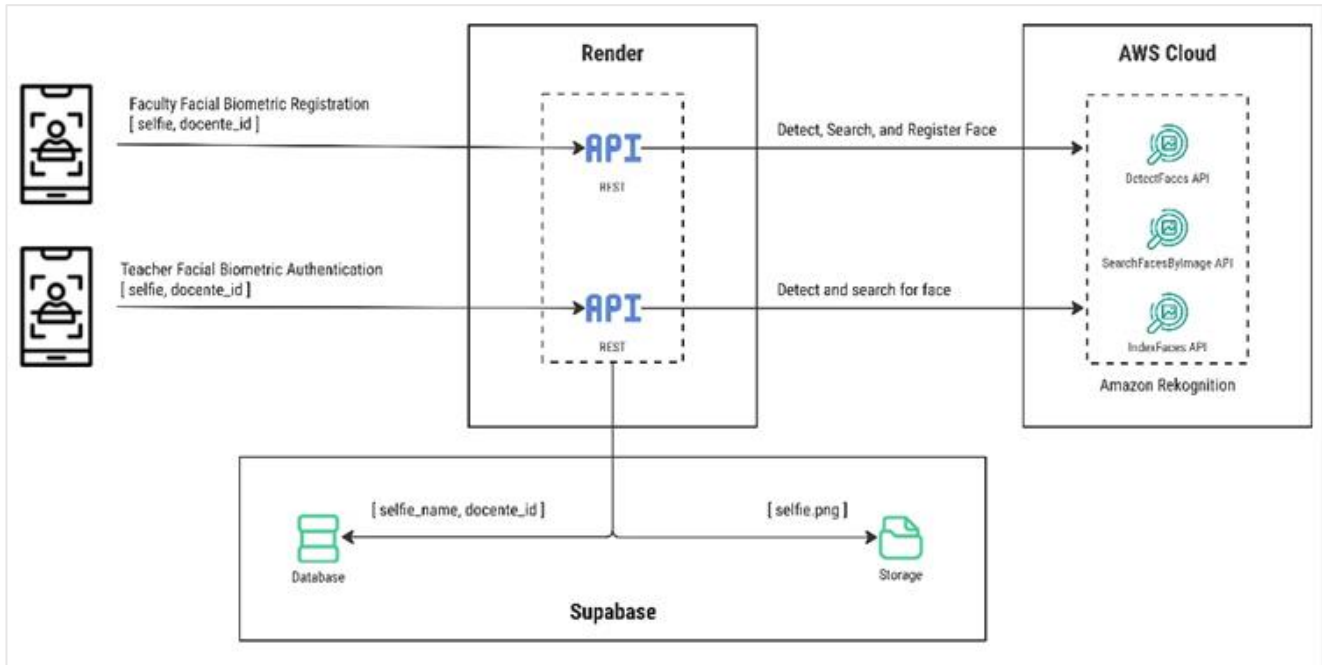 Render
AWS Cloud
Faculty Facial Biometric Registration
[ selfie, docente_id ]
API
REST
Detect, Search, and Register Face
DetectFaces API
SearchFacesByImage API
Teacher Facial Biometric Authentication
[ selfie, docente_id ]
API
REST
Detect and search for face
IndexFaces API
Amazon Rekognition
[ selfie_name, docente_id ]
[ selfie.png ]
Database
Storage
Supabase